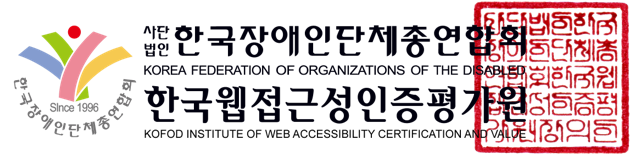 Since 1996
한국장애인단체총연합회
사단
법인 한국장애인단체총연합회
KOREA FEDERATION OF ORGANIZATIONS OF THE DISABLED
한국웹접근성인증평가원
KOFOD INSTITUTE OF WEB ACCESSIBILITY CERTIFICATION AND VALUE